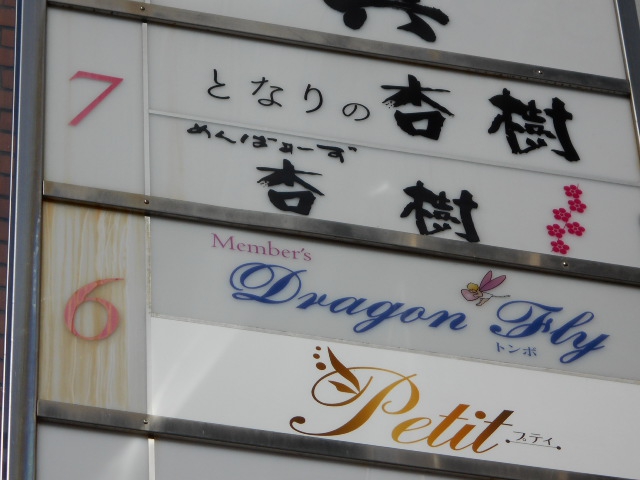 7
となりの杏樹
めんばぁーず
杏樹
6
Member's
Dragon Fly
トンボ
Petit
プティ